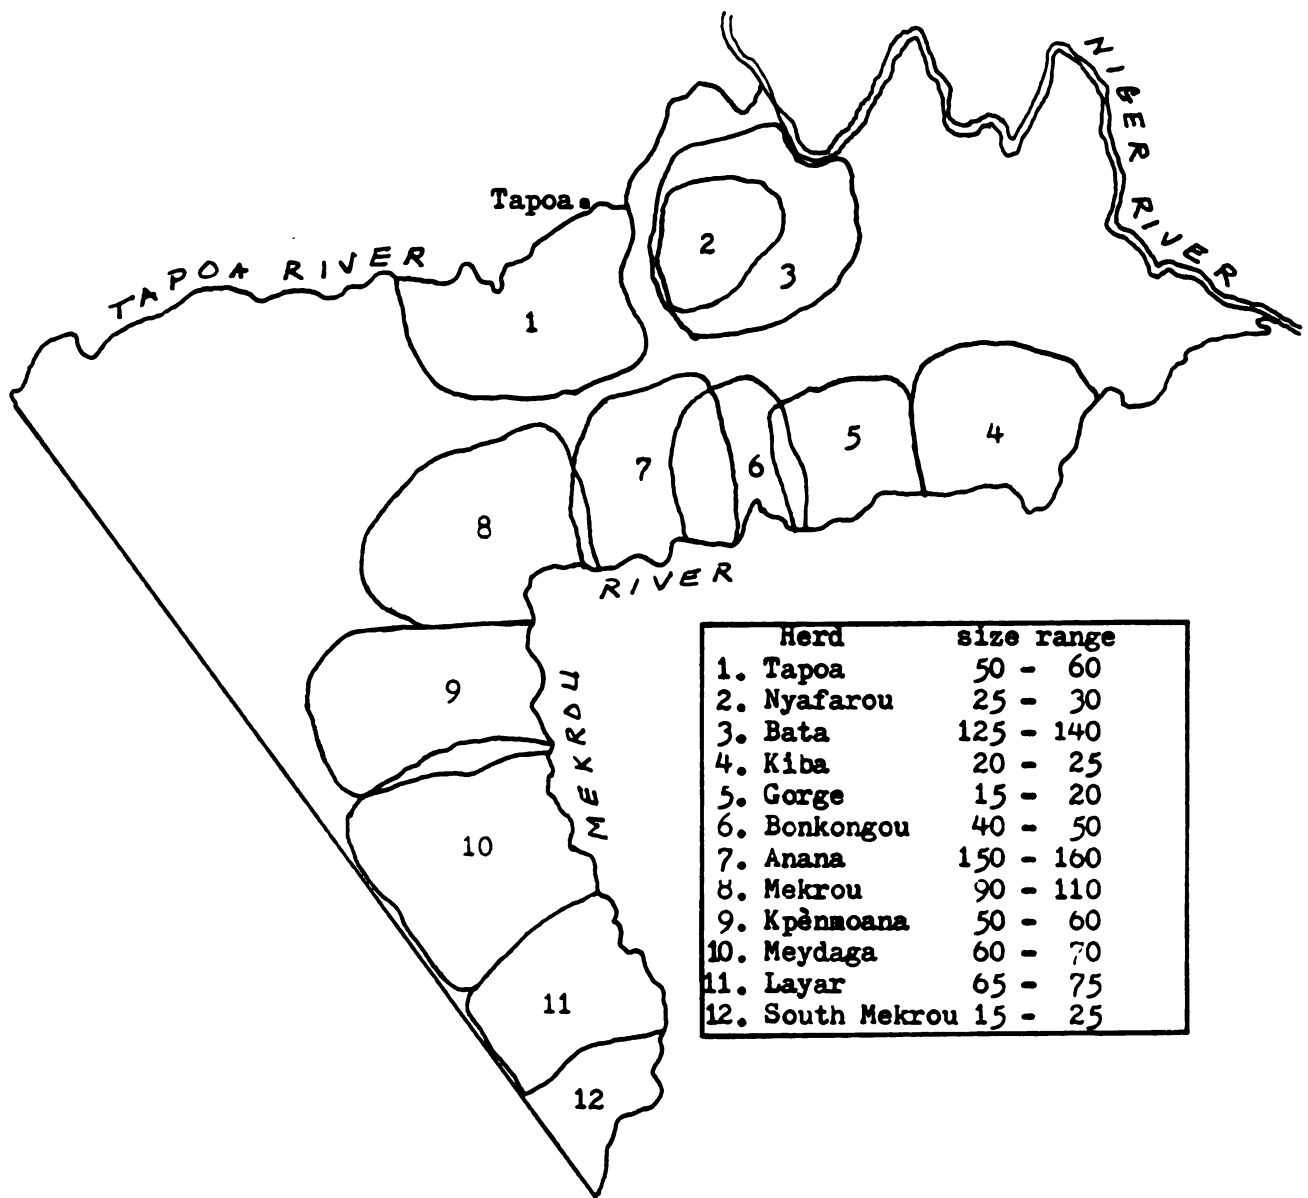 NIGER RIVER
Tapoa
TAPOA RIVER
2
3
1
4
5
7
6
8
RIVER
9
MEKROU
10
11
12
Herd size range
1. Tapoa 50 - 60
2. Nyafarou 25 - 30
3. Bata 125 - 140
4. Kiba 20 - 25
5. Gorge 15 - 20
6. Bonkongou 40 - 50
7. Anana 150 - 160
8. Mekrou 90 - 110
9. Kpènmoana 50 - 60
10. Meydaga 60 - 70
11. Layar 65 - 75
12. South Mekrou 15 - 25